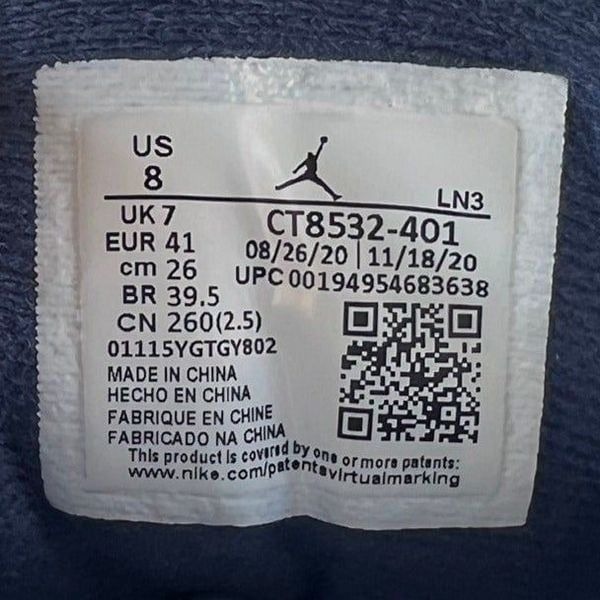 US
8
LN3
UK 7
CT8532-401
EUR 41
08/26/20 | 11/18/20
cm 26
UPC 00194954683638
BR 39.5
CN 260(2.5)
01115YGTGY802
MADE IN CHINA
HECHO EN CHINA
FABRIQUE EN CHINE
FABRICADO NA CHINA
This product is covered by one or more patents:
www.nike.com/patentsvirtualmarking